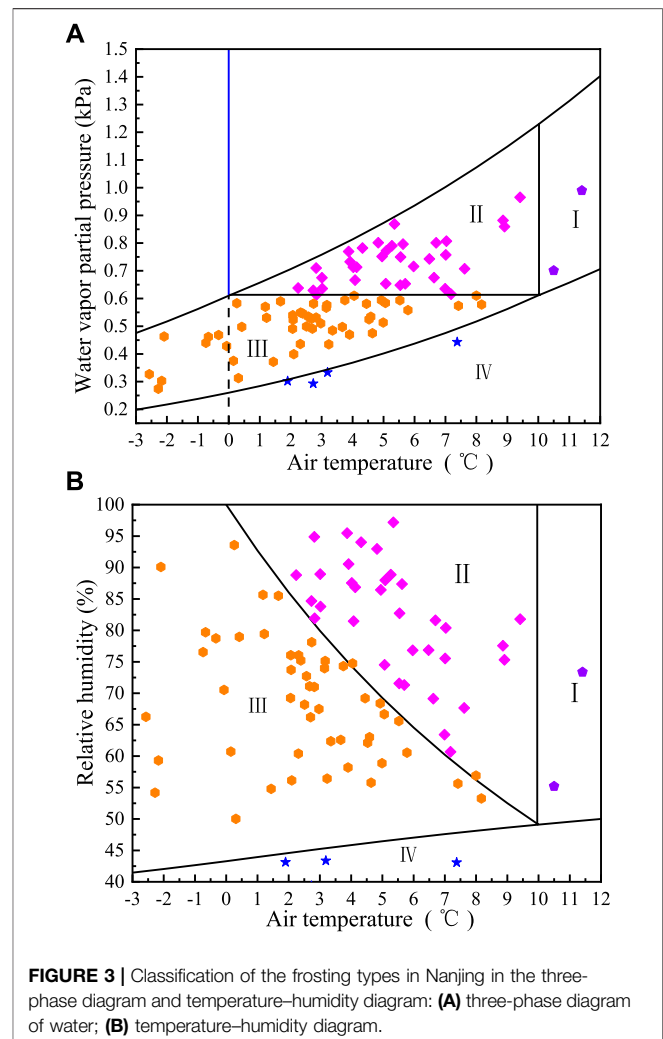 A
1.5
1.4
1.3
1.2
1.1
1.0
0.9
0.8
0.7
0.6
0.5
0.4
0.3
0.2
Water vapor partial pressure (kPa)
II
I
III
IV
-3 -2 -1 0 1 2 3 4 5 6 7 8 9 10 11 12
Air temperature ( ℃ )
B
100
95
90
85
80
75
70
65
60
55
50
45
40
Relative humidity (%)
II
I
III
IV
-3 -2 -1 0 1 2 3 4 5 6 7 8 9 10 11 12
Air temperature ( ℃ )
FIGURE 3 | Classification of the frosting types in Nanjing in the three-
phase diagram and temperature–humidity diagram: (A) three-phase diagram
of water; (B) temperature–humidity diagram.